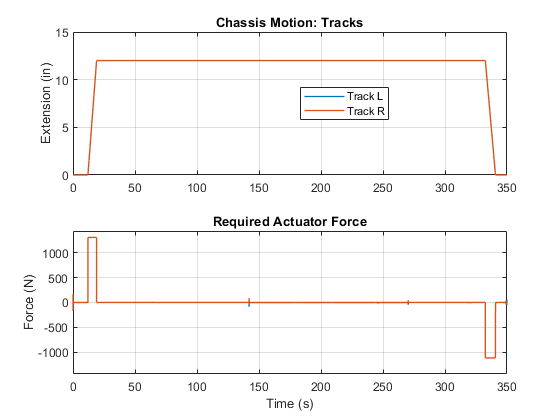 Chassis Motion: Tracks
15
10
5
0
Extension (in)
Track L
Track R
0 50 100 150 200 250 300 350
Required Actuator Force
1000
500
0
-500
-1000
Force (N)
0 50 100 150 200 250 300 350
Time (s)